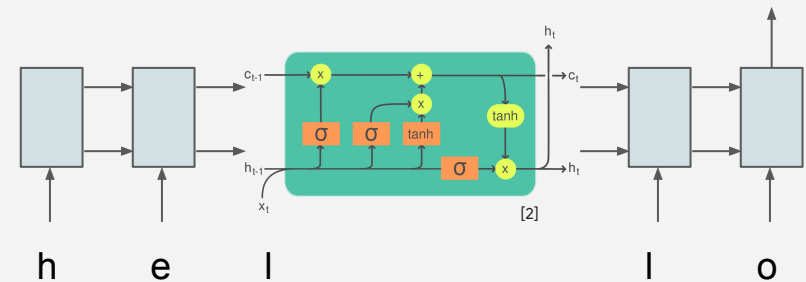 h_t
c_{t-1}
x
+
c_t
x
tanh
σ
σ
tanh
h_{t-1}
σ
x
h_t
x_t
[2]
h e l l o